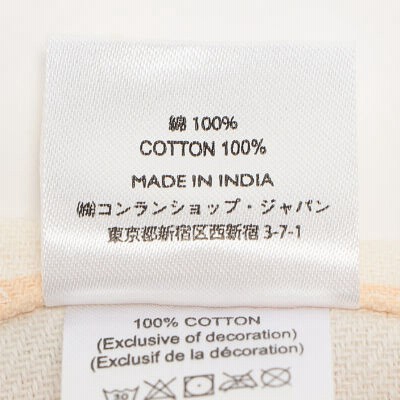 綿 100%
COTTON 100%
MADE IN INDIA
㈱コンランショップ・ジャパン
東京都新宿区西新宿 3-7-1
100% COTTON
(Exclusive of decoration)
(Exclusif de la décoration)
30